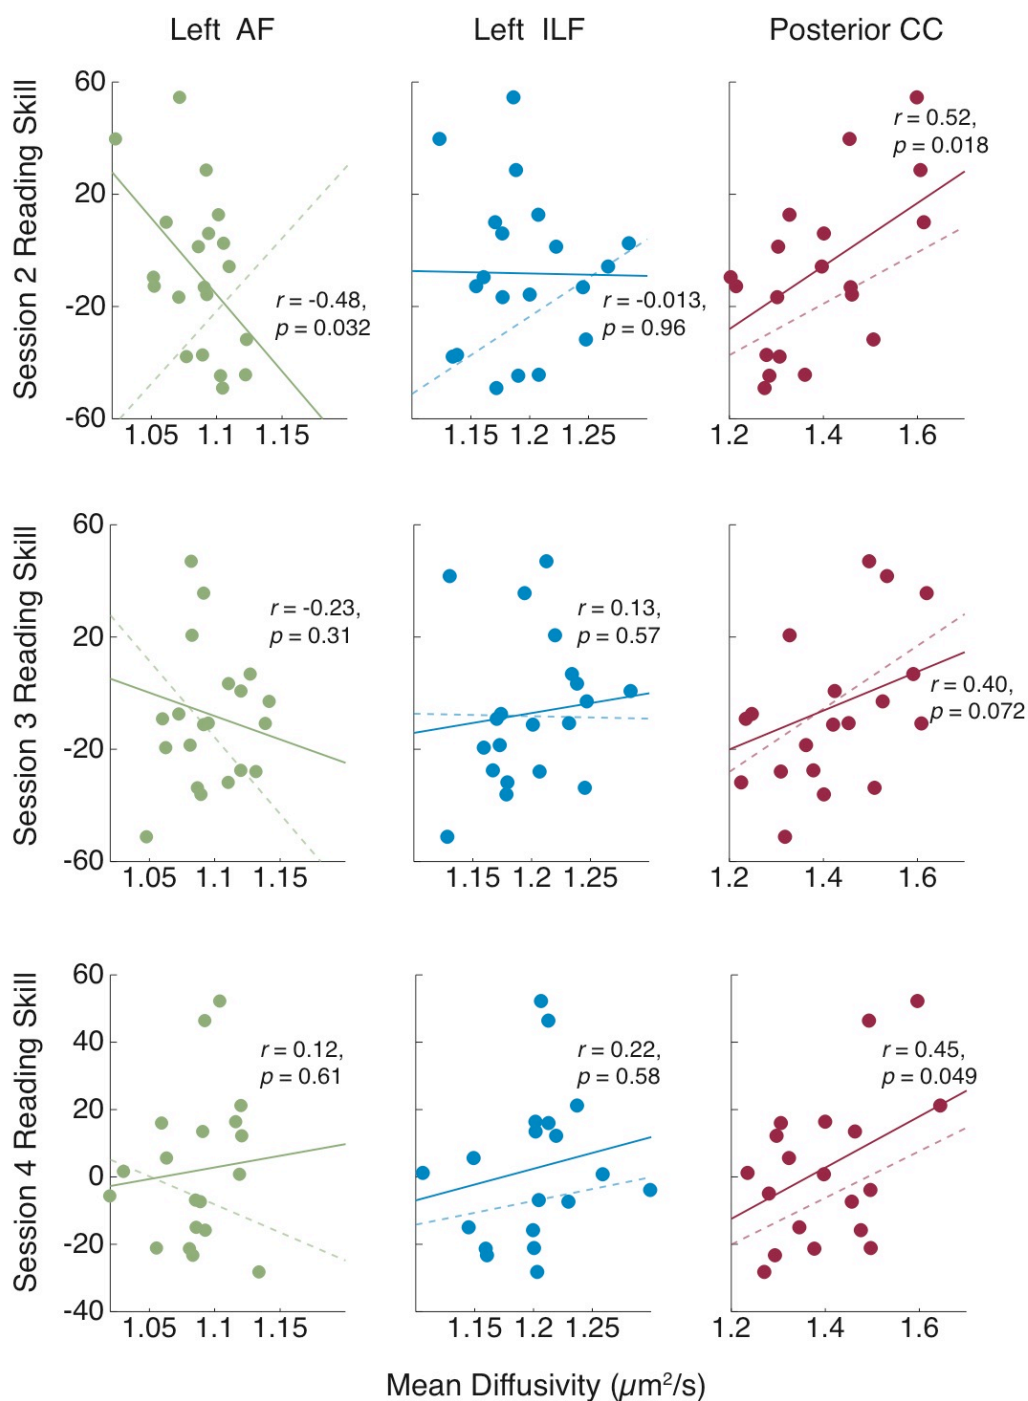 Left AF
Left ILF
Posterior CC
Session 2 Reading Skill
60
20
-20
-60
r = -0.48,
p = 0.032
1.05
1.1
1.15
r = -0.013,
p = 0.96
1.15
1.2
1.25
r = 0.52,
p = 0.018
1.2
1.4
1.6
Session 3 Reading Skill
60
20
-20
-60
r = -0.23,
p = 0.31
1.05
1.1
1.15
r = 0.13,
p = 0.57
1.15
1.2
1.25
r = 0.40,
p = 0.072
1.2
1.4
1.6
Session 4 Reading Skill
60
40
20
0
-20
-40
r = 0.12,
p = 0.61
1.05
1.1
1.15
r = 0.22,
p = 0.58
1.15
1.2
1.25
r = 0.45,
p = 0.049
1.2
1.4
1.6
Mean Diffusivity (μm²/s)